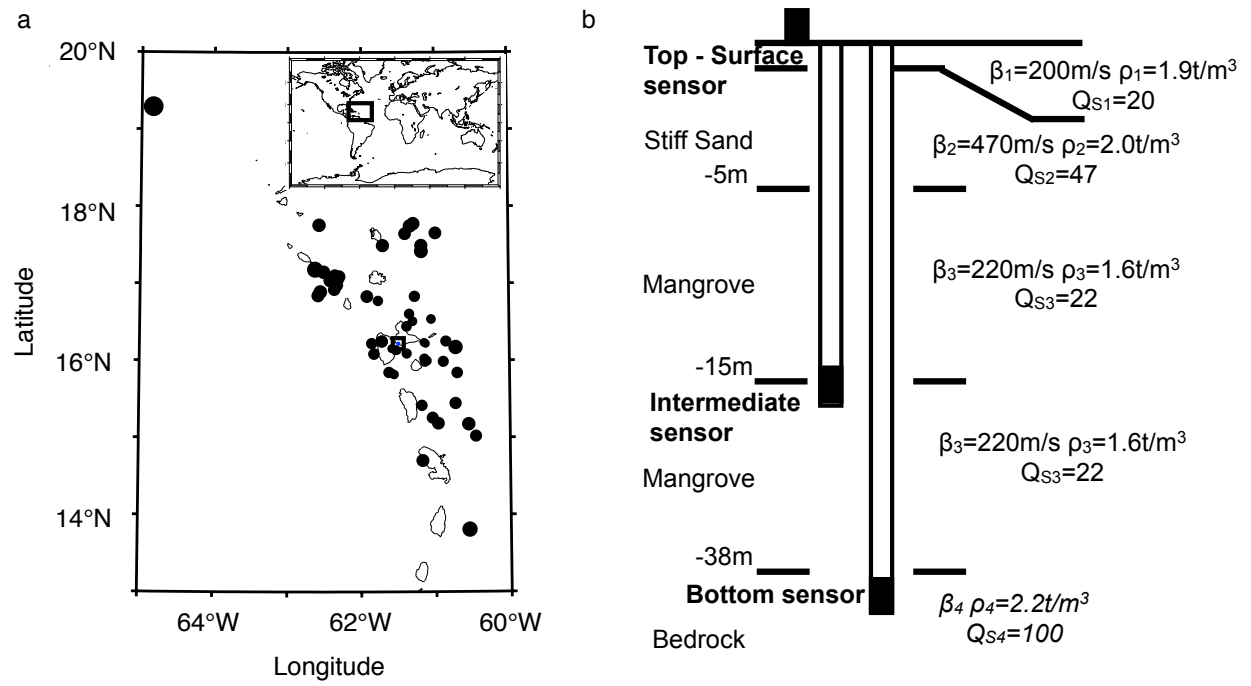 a
20°N
18°N
16°N
14°N
Latitude
64°W 62°W 60°W
Longitude
b
Top - Surface
sensor
β₁=200m/s ρ₁=1.9t/m³
Qs₁=20
Stiff Sand
-5m
β₂=470m/s ρ₂=2.0t/m³
Qs₂=47
Mangrove
β₃=220m/s ρ₃=1.6t/m³
Qs₃=22
-15m
Intermediate
sensor
Mangrove
β₃=220m/s ρ₃=1.6t/m³
Qs₃=22
-38m
Bottom sensor
Bedrock
β₄ ρ₄=2.2t/m³
Qs₄=100